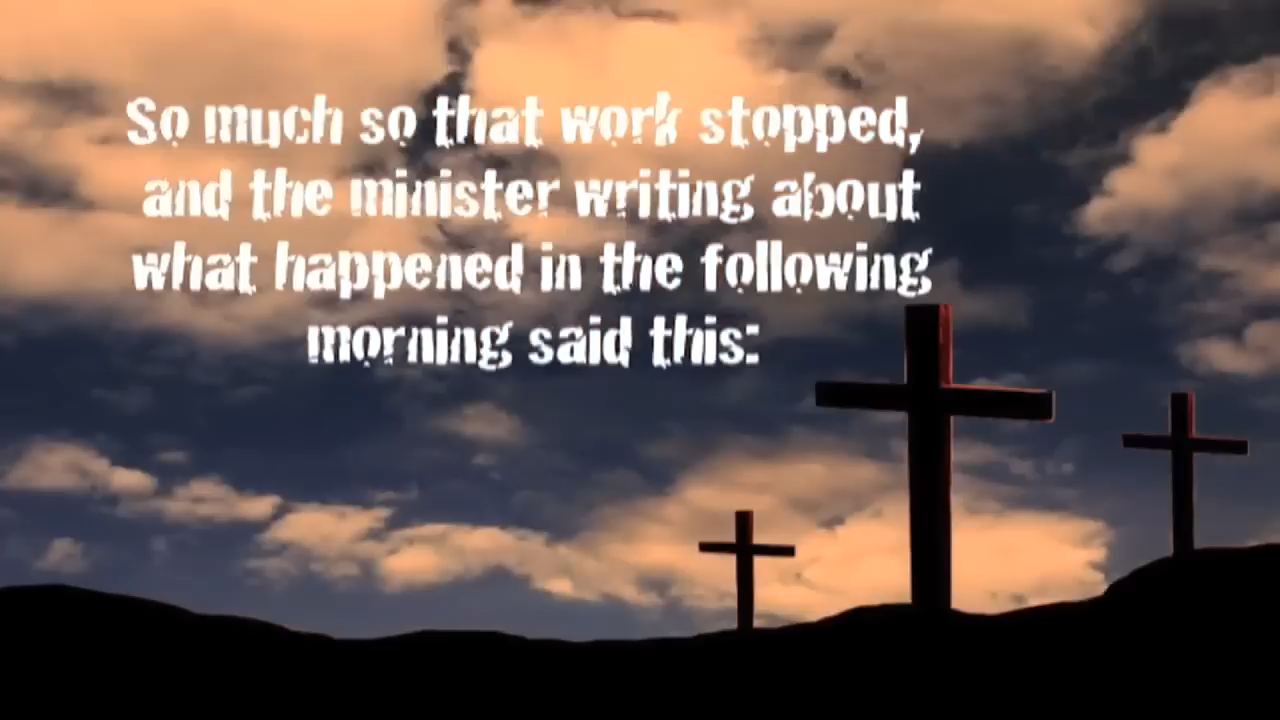 So much so that work stopped,
and the minister writing about
what happened in the following
morning said this: